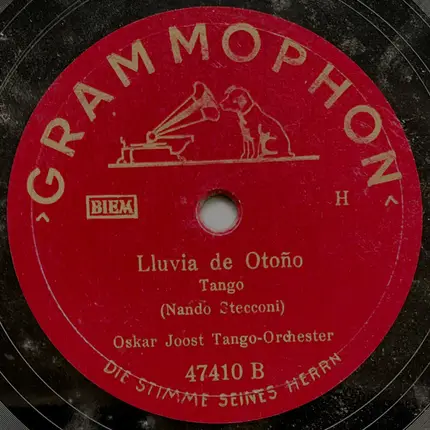 ›GRAMMOPHON‹
BIEM
H
Lluvia de Otoño
Tango
(Nando Stecconi)
Oskar Joost Tango-Orchester
47410 B
DIE STIMME SEINES HERRN